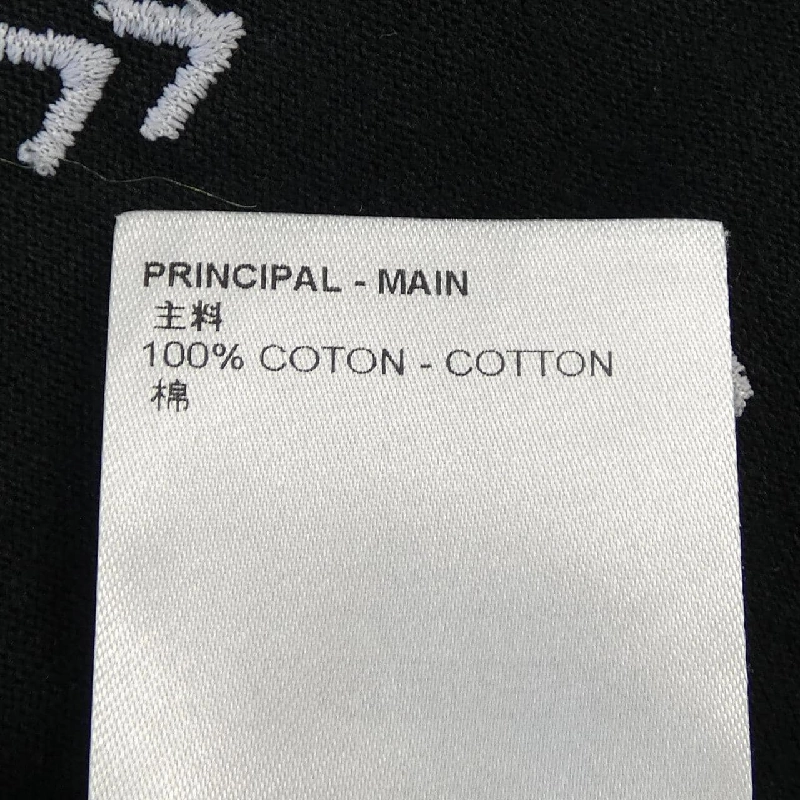 PRINCIPAL - MAIN
主料
100% COTON - COTTON
棉